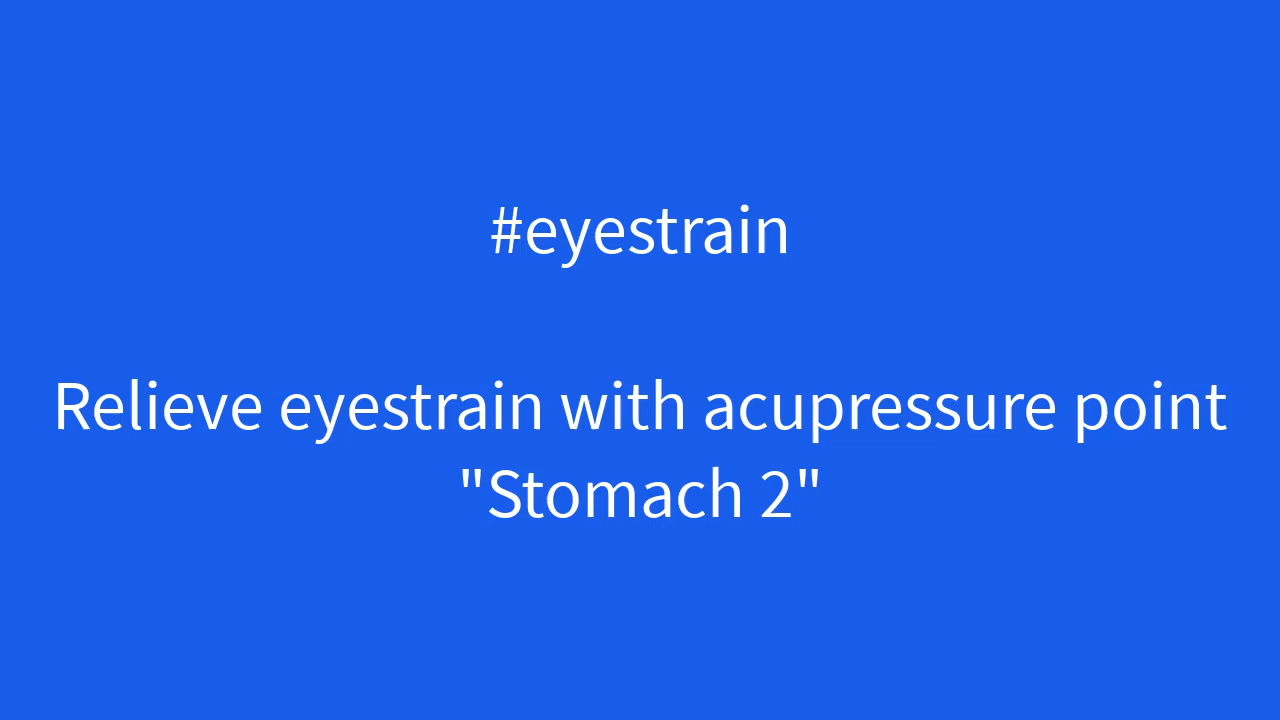 #eyestrain
Relieve eyestrain with acupressure point
"Stomach 2"